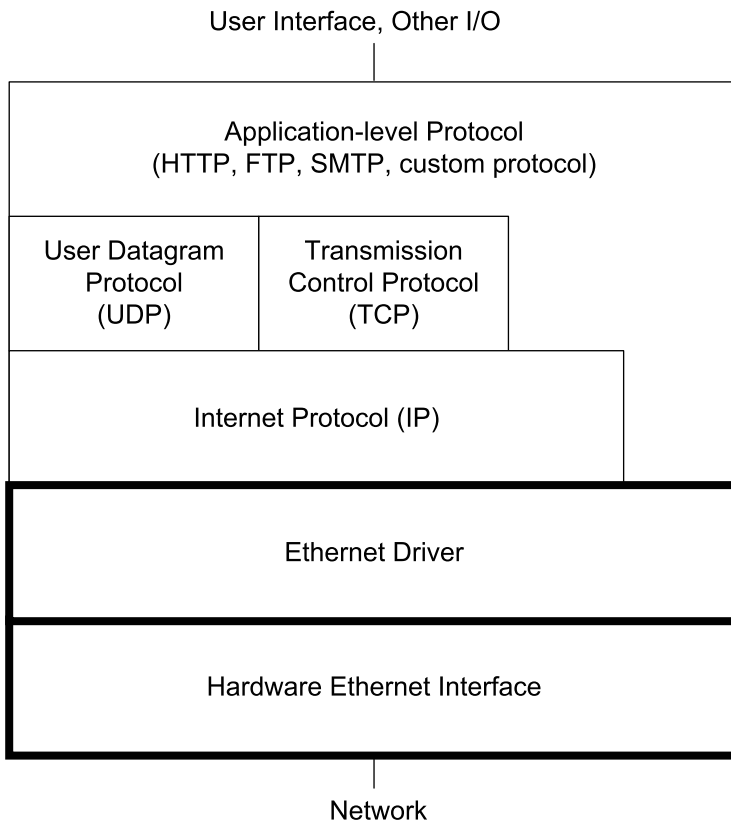 User Interface, Other I/O
Application-level Protocol
(HTTP, FTP, SMTP, custom protocol)
User Datagram
Protocol
(UDP)
Transmission
Control Protocol
(TCP)
Internet Protocol (IP)
Ethernet Driver
Hardware Ethernet Interface
Network